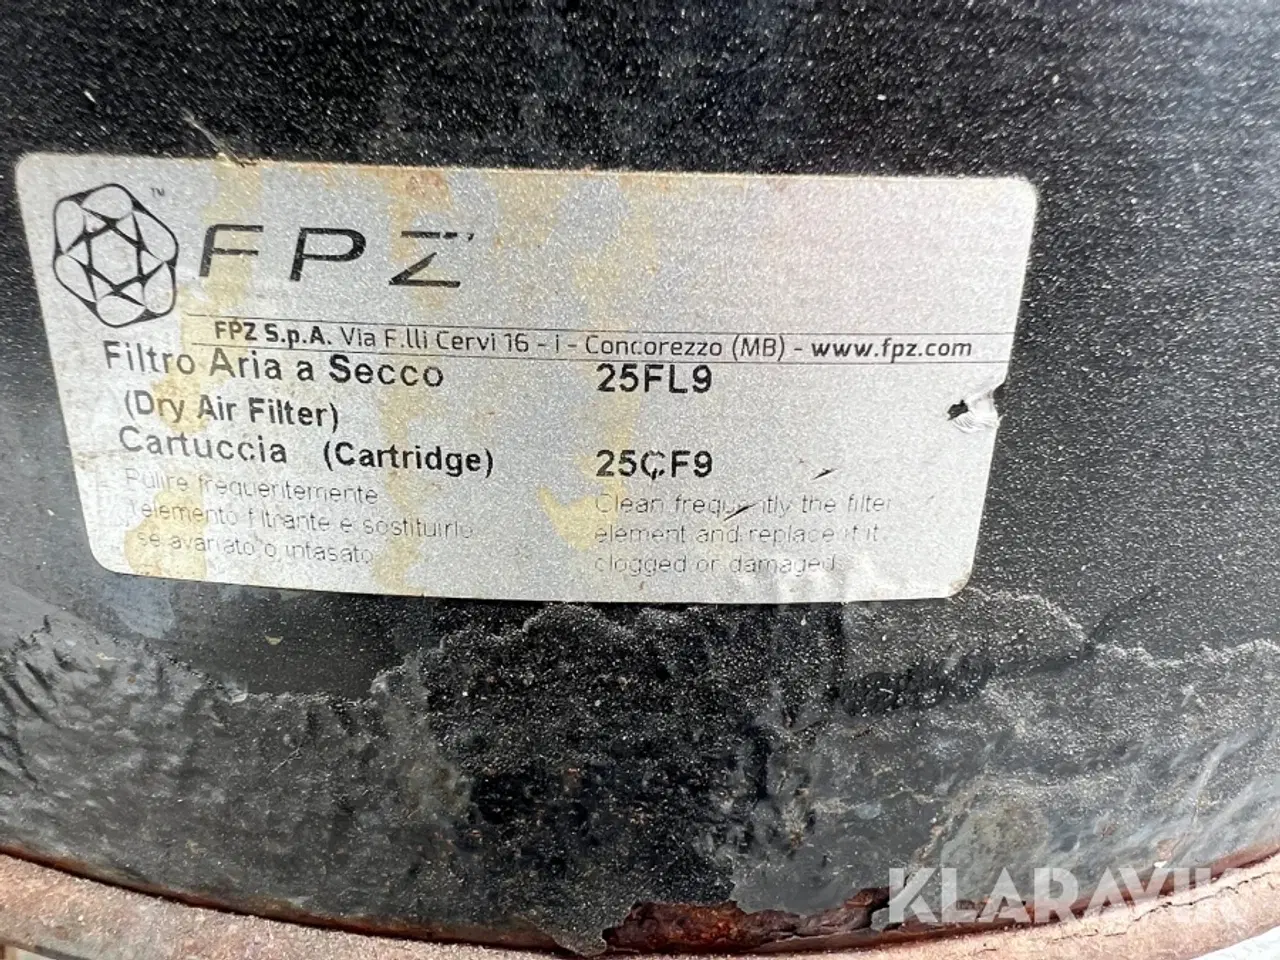 ™
FPZ
FPZ S.p.A. Via F.lli Cervi 16 - i - Concorezzo (MB) - www.fpz.com
Filtro Aria a Secco 25FL9
(Dry Air Filter)
Cartuccia (Cartridge) 25CF9
Pulire frequentemente
l'elemento filtrante e sostituirlo
se avariato o intasato
Clean frequently the filter
element and replace it if
clogged or damaged.
KLARAVIK